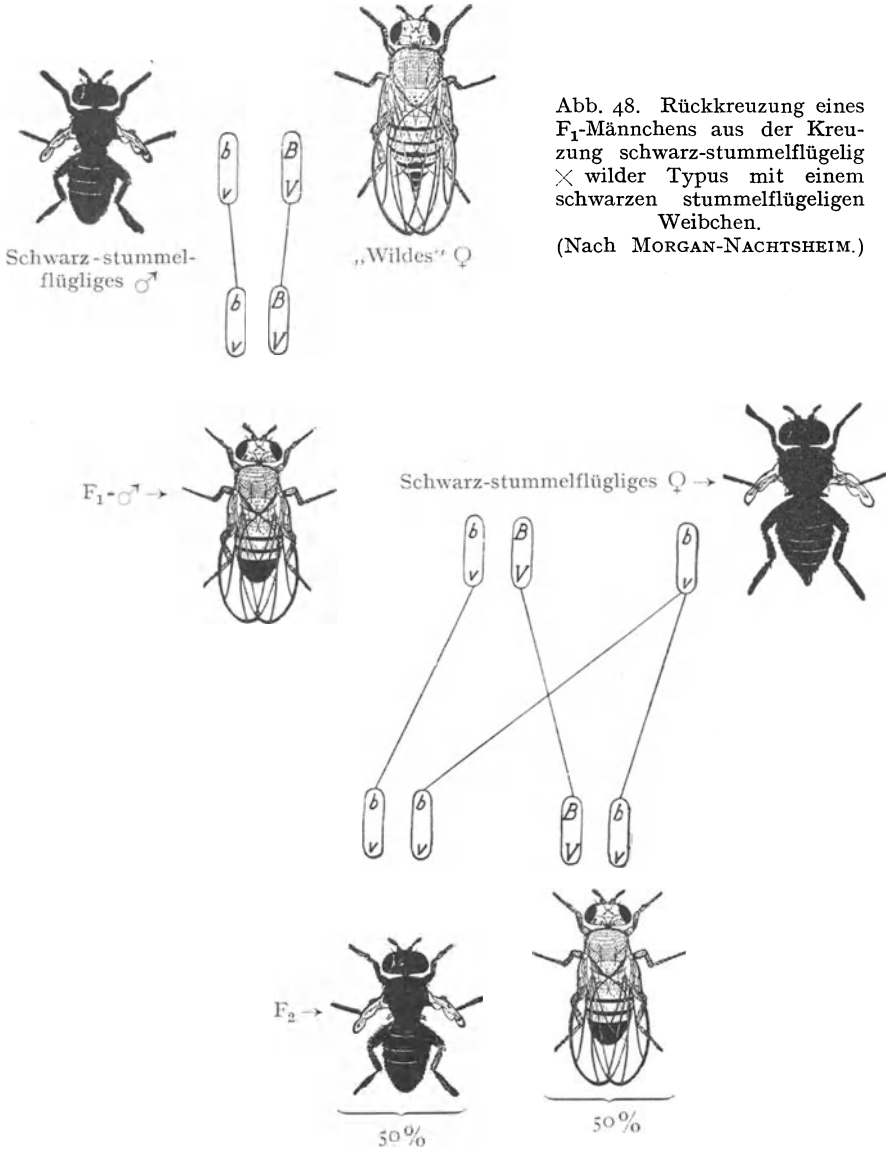 Abb. 48. Rückkreuzung eines
F₁-Männchens aus der Kreu-
zung schwarz-stummelflügelig
× wilder Typus mit einem
schwarzen stummelflügeligen
Weibchen.
(Nach MORGAN-NACHTSHEIM.)
b B
v V
Schwarz-stummel-
flügliges ♂
„Wildes“ ♀
b B
v V
F₁-♂ →
Schwarz-stummelflügliges ♀ →
b B b
v V v
b b B b
v v V v
F₂ →
50%
50%